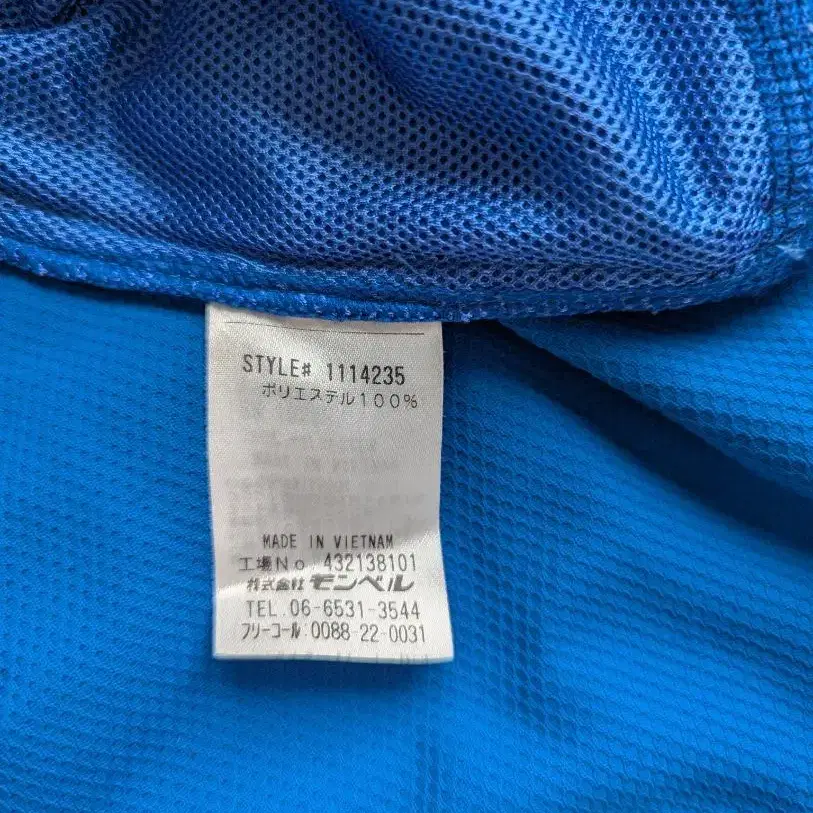 STYLE# 1114235
ポリエステル100%
MADE IN VIETNAM
工場No 432138101
株式会社 モンベル
TEL.06-6531-3544
フリーコール:0088-22-0031